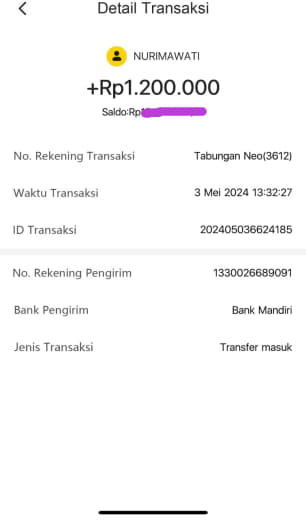 Detail Transaksi
NURIMAWATI
+Rp1.200.000
Saldo:Rp
No. Rekening Transaksi Tabungan Neo(3612)
Waktu Transaksi 3 Mei 2024 13:32:27
ID Transaksi 202405036624185
No. Rekening Pengirim 1330026689091
Bank Pengirim Bank Mandiri
Jenis Transaksi Transfer masuk